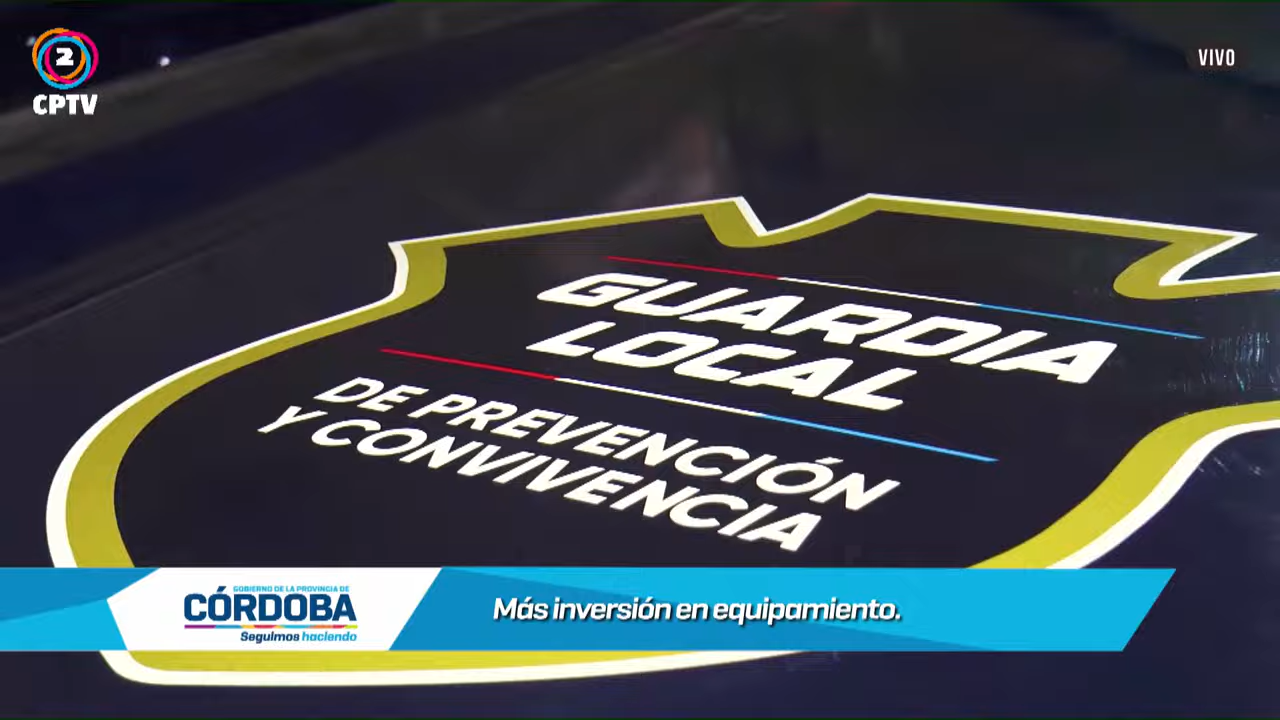 2
CPTV
VIVO
GUARDIA
LOCAL
DE PREVENCIÓN
Y CONVIVENCIA
GOBIERNO DE LA PROVINCIA DE
CÓRDOBA
Seguimos haciendo
Más inversión en equipamiento.